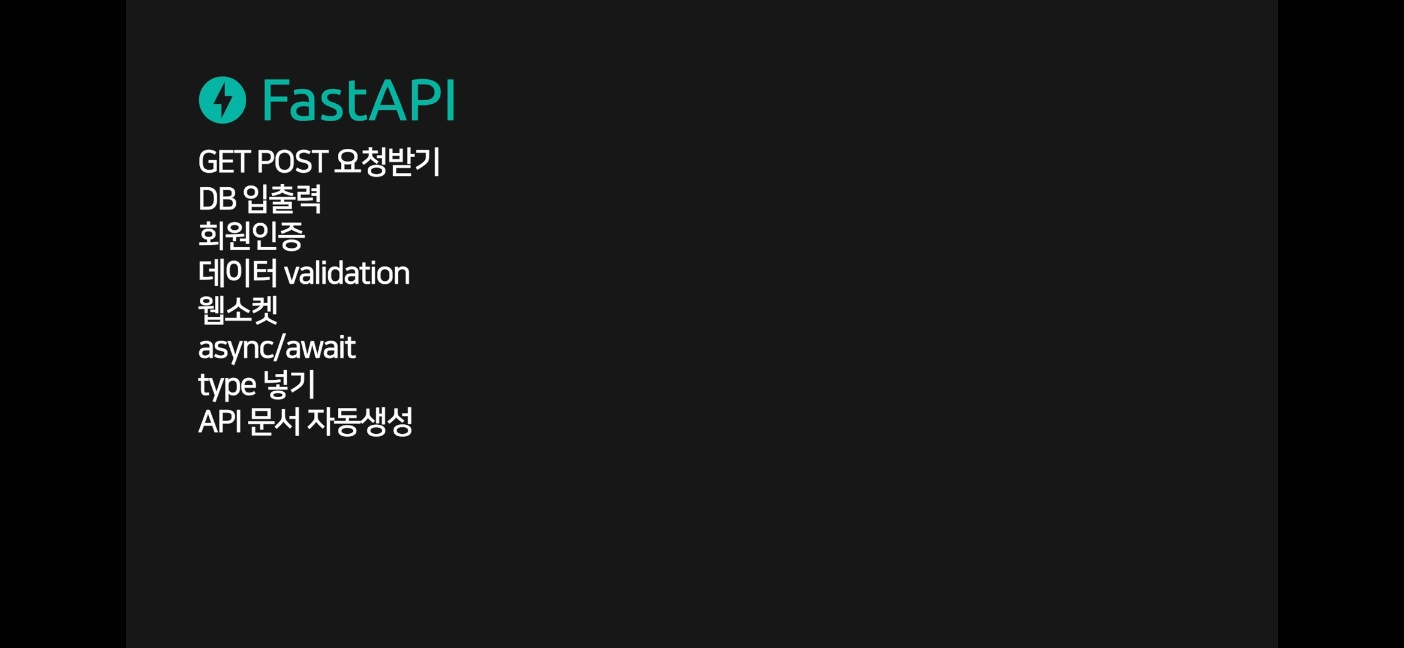 FastAPI
GET POST 요청받기
DB 입출력
회원인증
데이터 validation
웹소켓
async/await
type 넣기
API 문서 자동생성